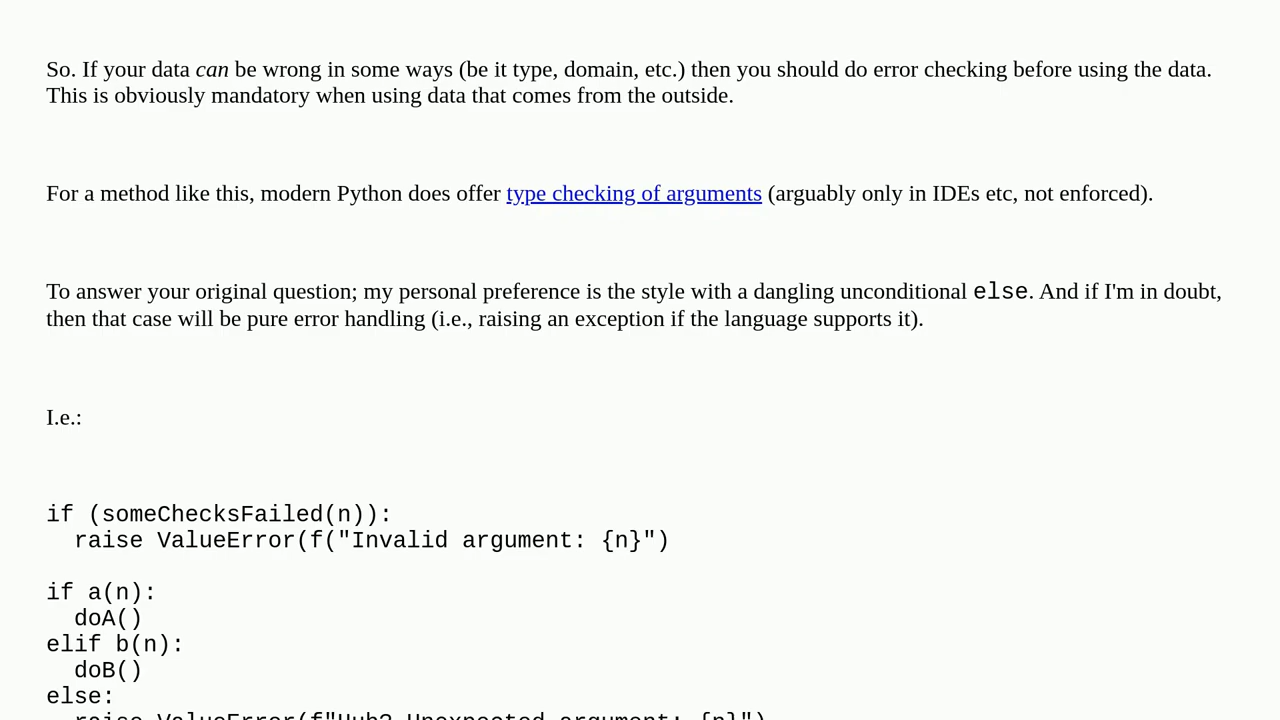 So. If your data can be wrong in some ways (be it type, domain, etc.) then you should do error checking before using the data.
This is obviously mandatory when using data that comes from the outside.
For a method like this, modern Python does offer type checking of arguments (arguably only in IDEs etc, not enforced).
To answer your original question; my personal preference is the style with a dangling unconditional else. And if I'm in doubt,
then that case will be pure error handling (i.e., raising an exception if the language supports it).
I.e.:
if (someChecksFailed(n)):
  raise ValueError(f("Invalid argument: {n}")
if a(n):
  doA()
elif b(n):
  doB()
else:
  raise ValueError(f"Huh? Unexpected argument: {n}")